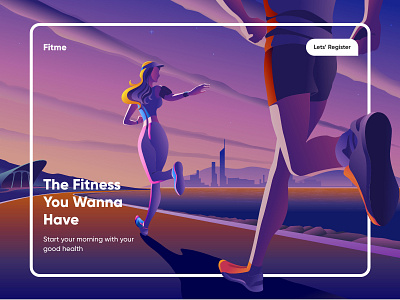 Fitme
Lets' Register
The Fitness
You Wanna
Have
Start your morning with your
good health